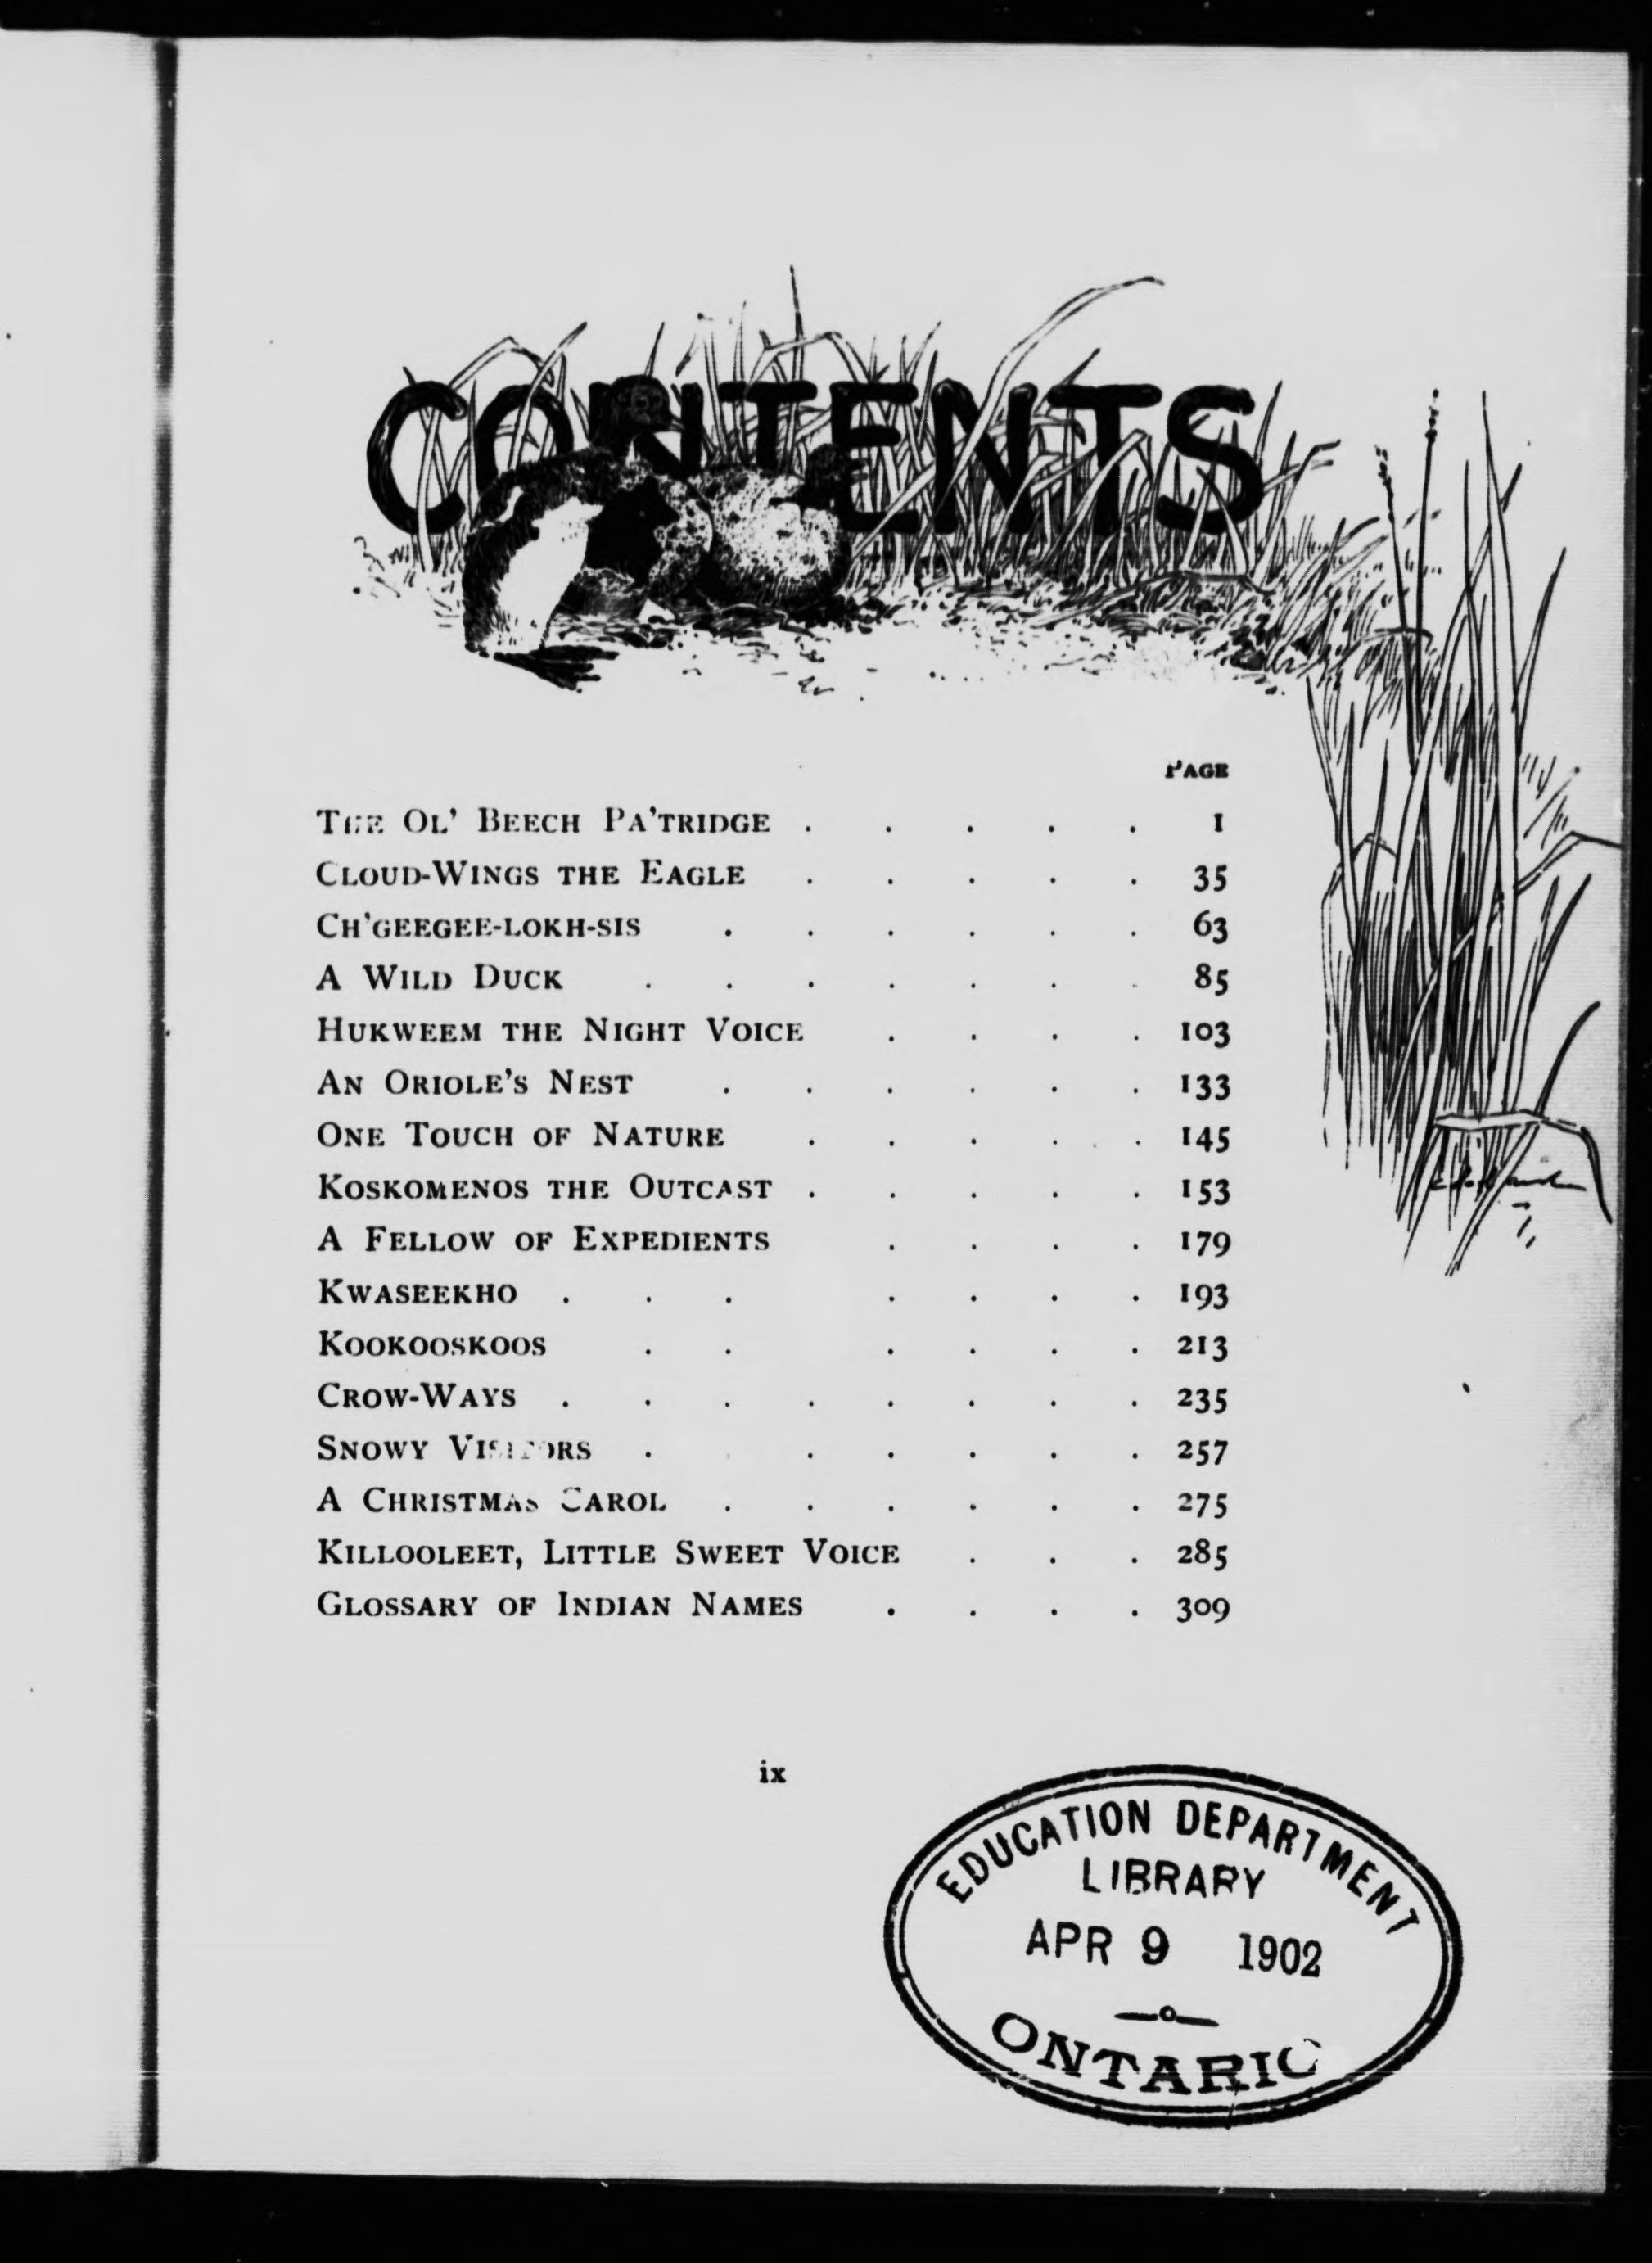 CONTENTS
PAGE
THE OL' BEECH PA'TRIDGE . . . . . 1
CLOUD-WINGS THE EAGLE . . . . . 35
CH'GEEGEE-LOKH-SIS . . . . . . 63
A WILD DUCK . . . . . . . 85
HUKWEEM THE NIGHT VOICE . . . . 103
AN ORIOLE'S NEST . . . . . . 133
ONE TOUCH OF NATURE . . . . . 145
KOSKOMENOS THE OUTCAST . . . . . 153
A FELLOW OF EXPEDIENTS . . . . 179
KWASEEKHO . . . . . . . 193
KOOKOOSKOOS . . . . . . 213
CROW-WAYS . . . . . . . . 235
SNOWY VISITORS . . . . . . 257
A CHRISTMAS CAROL . . . . . . 275
KILLOOLEET, LITTLE SWEET VOICE . . . 285
GLOSSARY OF INDIAN NAMES . . . . 309
ix
EDUCATION DEPARTMENT
LIBRARY
APR 9 1902
ONTARIO